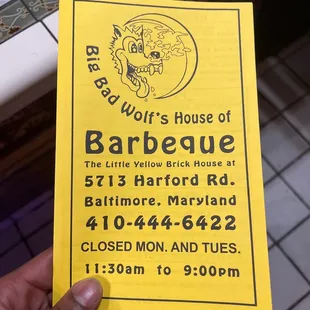 Big Bad Wolf's House of
Barbeque
The Little Yellow Brick House at
5713 Harford Rd.
Baltimore, Maryland
410-444-6422
CLOSED MON. AND TUES.
11:30am to 9:00pm